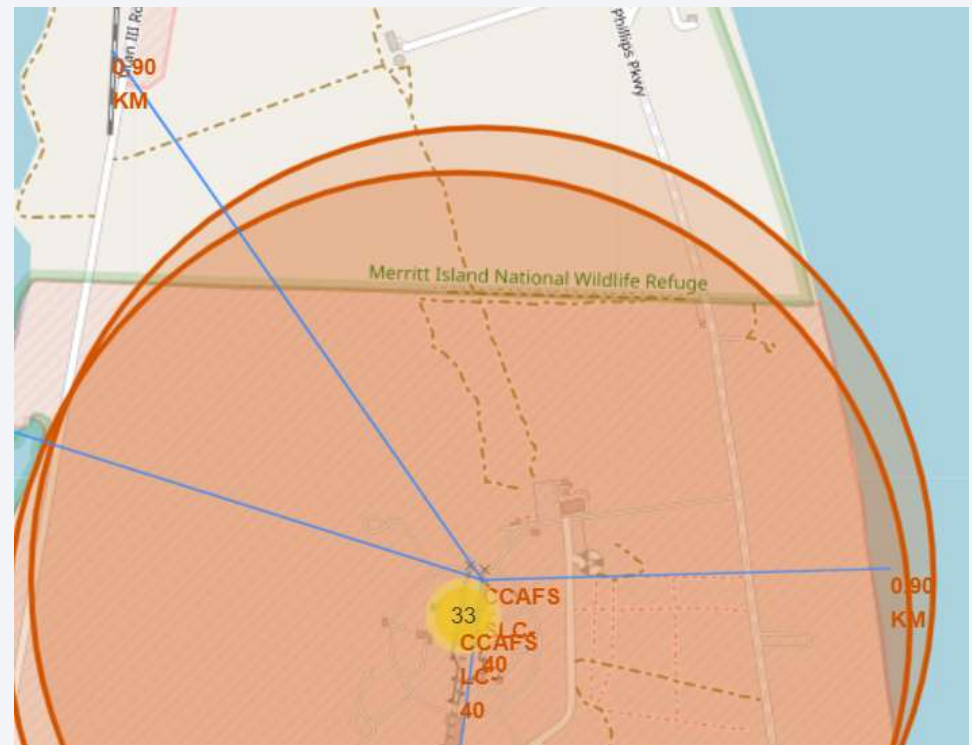 Phillips Pkwy
0.90
KM
Merritt Island National Wildlife Refuge
0.90
KM
CCAFS
SLC-
40
33
CCAFS
LC-
40